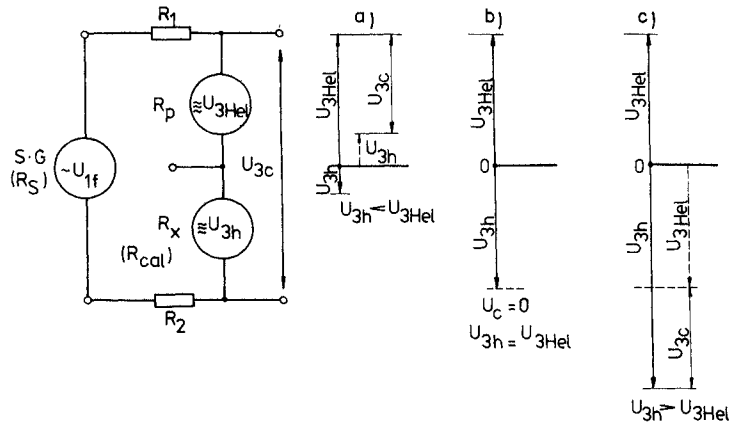 R1
a)
b)
c)
Rp
≋U3Hel
S·G
(RS)
~U1f
U3c
Rx
(Rcal)
≋U3h
R2
U3Hel
U3c
U3h
U3h
U3h < U3Hel
U3Hel
0
U3h
Uc = 0
U3h = U3Hel
U3Hel
0
U3h
U3Hel
U3c
U3h > U3Hel